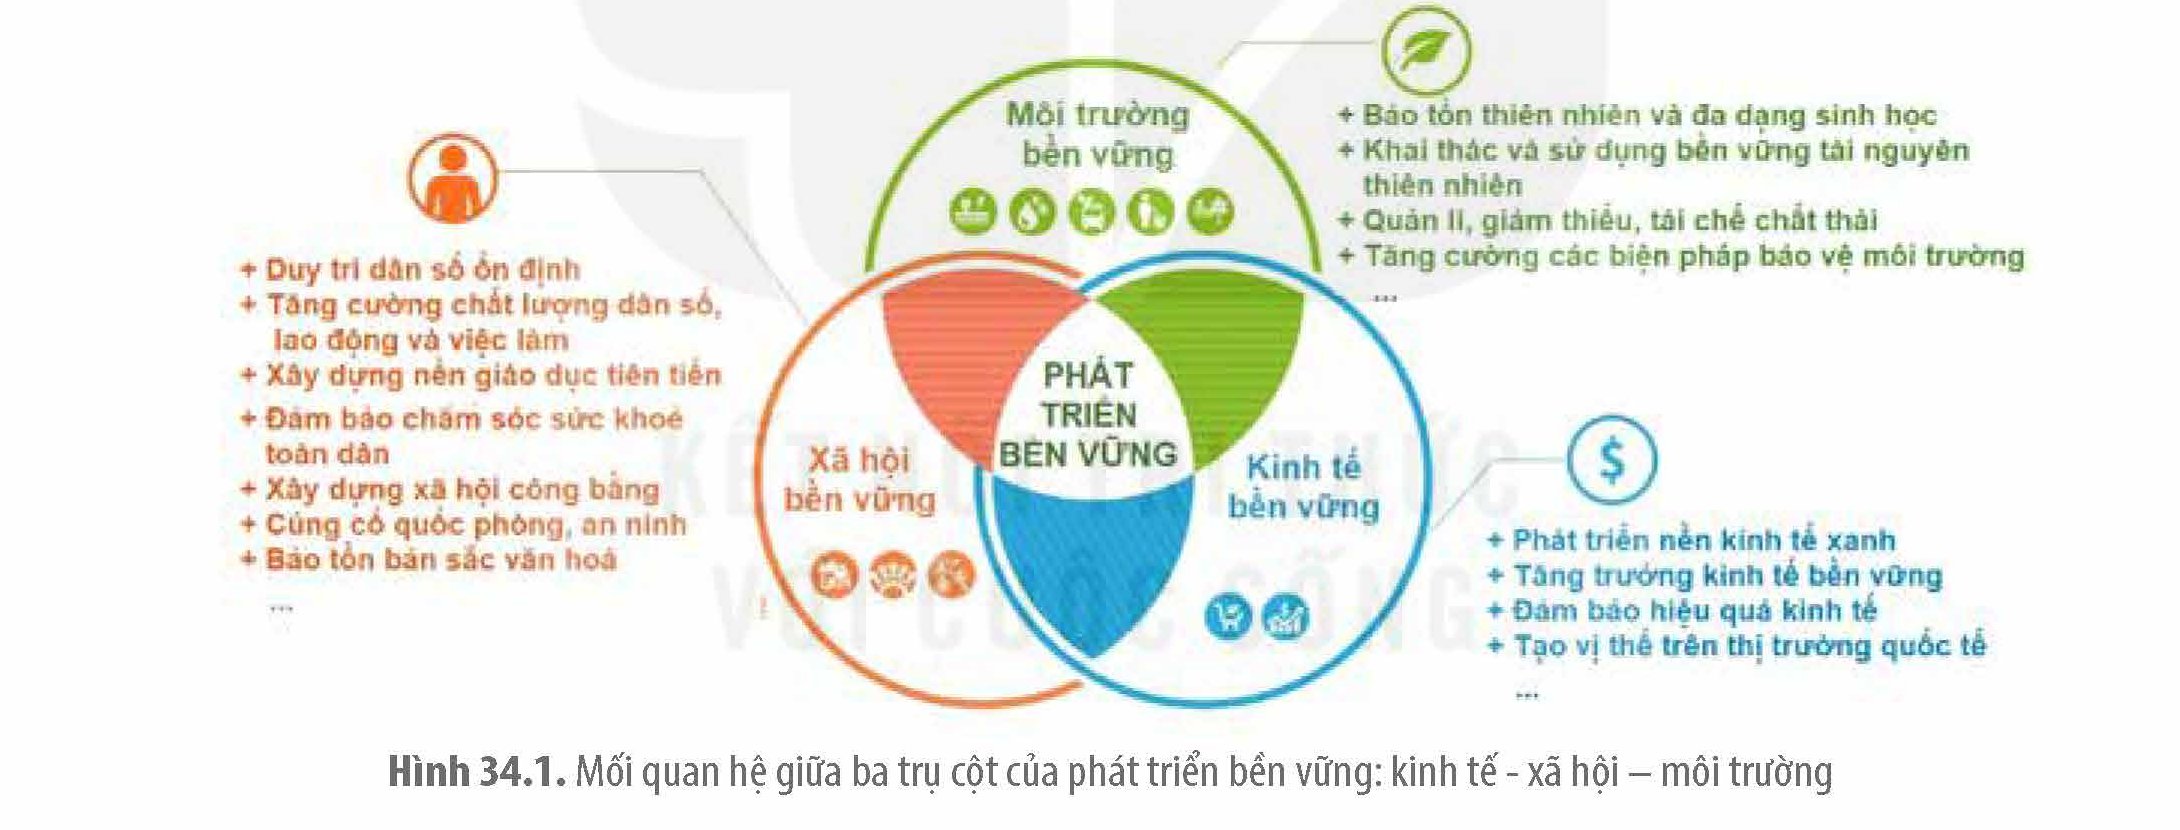 Môi trường
bền vững
+ Bảo tồn thiên nhiên và đa dạng sinh học
+ Khai thác và sử dụng bền vững tài nguyên
thiên nhiên
+ Quản lí, giảm thiểu, tái chế chất thải
+ Tăng cường các biện pháp bảo vệ môi trường
...
+ Duy trì dân số ổn định
+ Tăng cường chất lượng dân số,
lao động và việc làm
+ Xây dựng nền giáo dục tiên tiến
+ Đảm bảo chăm sóc sức khoẻ
toàn dân
+ Xây dựng xã hội công bằng
+ Củng cố quốc phòng, an ninh
+ Bảo tồn bản sắc văn hoá
...
PHÁT
TRIỂN
BỀN VỮNG
Xã hội
bền vững
Kinh tế
bền vững
$
+ Phát triển nền kinh tế xanh
+ Tăng trưởng kinh tế bền vững
+ Đảm bảo hiệu quả kinh tế
+ Tạo vị thế trên thị trường quốc tế
...
KẾT NỐI TRI THỨC
VỚI CUỘC SỐNG
Hình 34.1. Mối quan hệ giữa ba trụ cột của phát triển bền vững: kinh tế - xã hội – môi trường